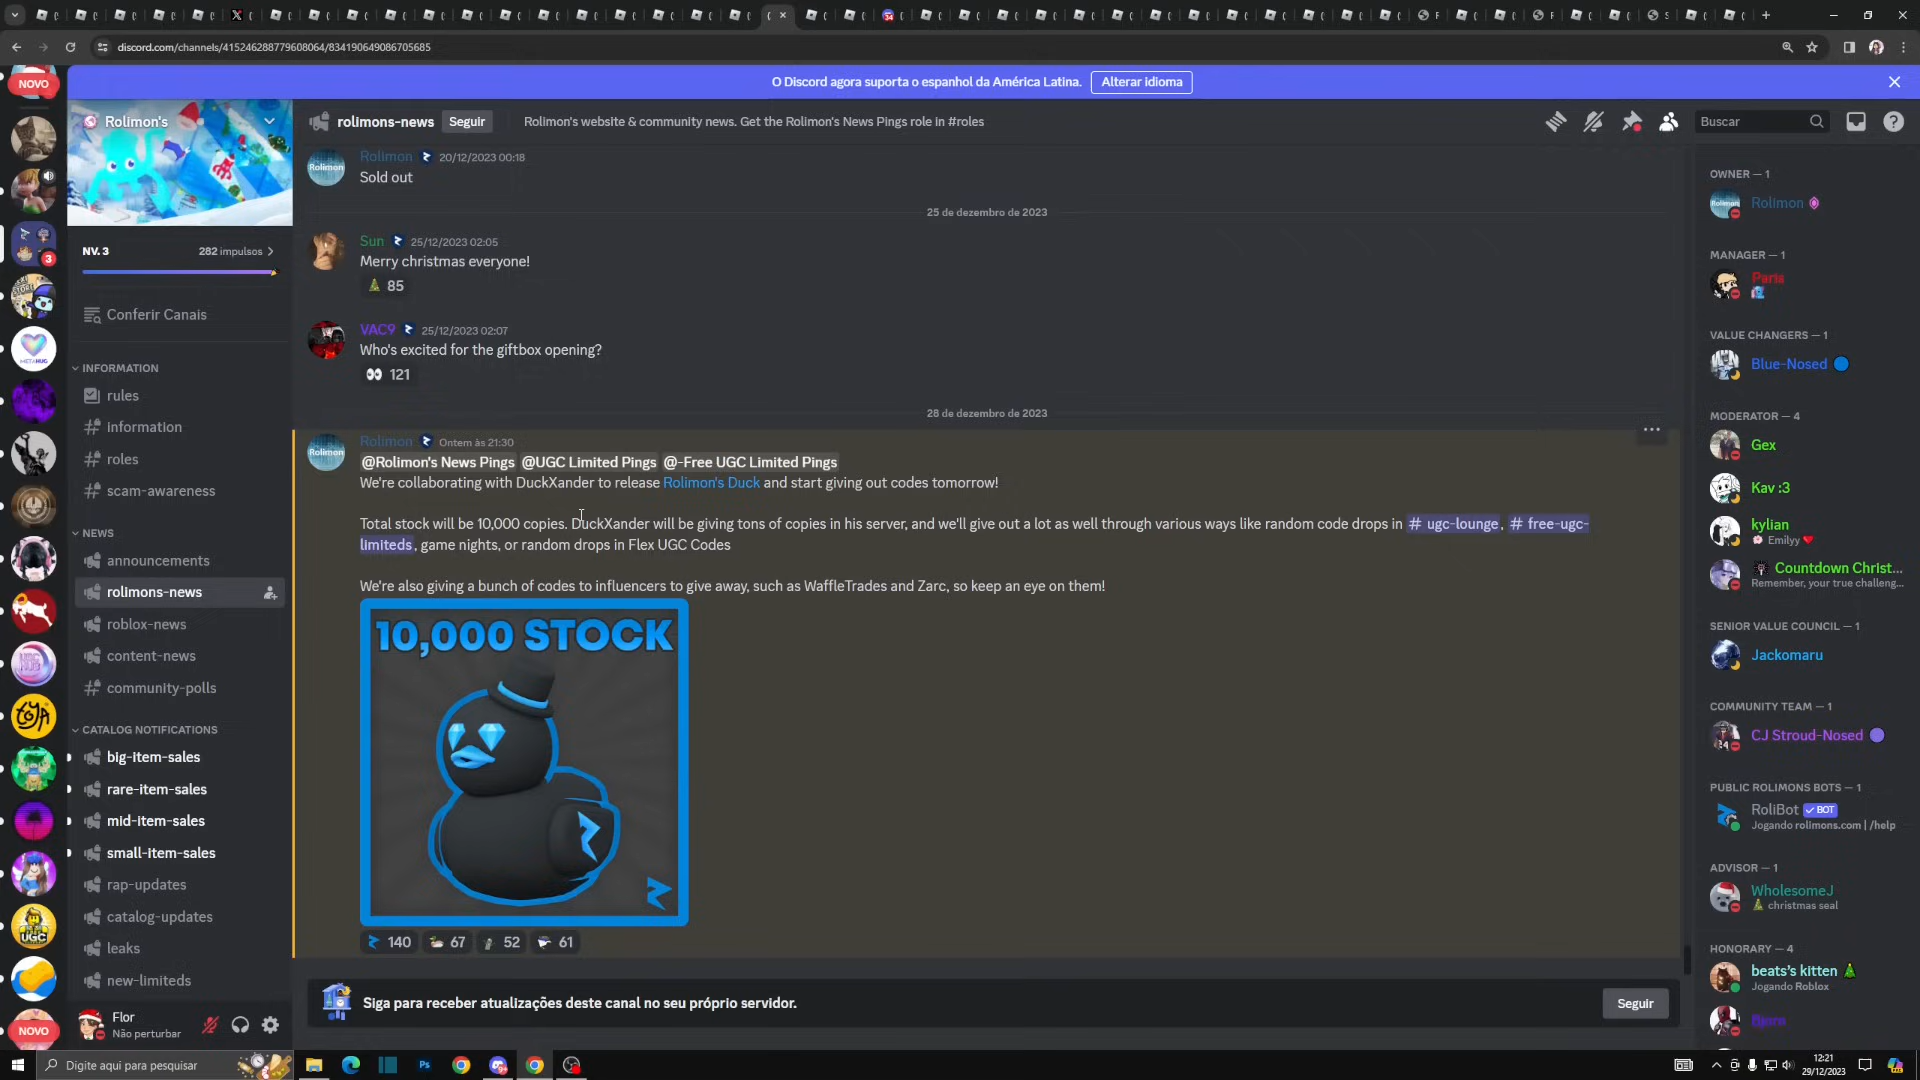 discord.com/channels/415246288779608064/834190649086705685
O Discord agora suporta o espanhol da América Latina.
Alterar idioma
NOVO
Rolimon's
rolimons-news
Seguir
Rolimon's website & community news. Get the Rolimon's News Pings role in #roles
Buscar
NV. 3
282 impulsos
Conferir Canais
INFORMATION
rules
information
roles
scam-awareness
NEWS
announcements
rolimons-news
roblox-news
content-news
community-polls
CATALOG NOTIFICATIONS
big-item-sales
rare-item-sales
mid-item-sales
small-item-sales
rap-updates
catalog-updates
leaks
new-limiteds
3
NOVO
Flor
Não perturbar
Rolimon 20/12/2023 00:18
Sold out
25 de dezembro de 2023
Sun 25/12/2023 02:05
Merry christmas everyone!
85
VAC9 25/12/2023 02:07
Who's excited for the giftbox opening?
121
28 de dezembro de 2023
Rolimon Ontem às 21:30
@Rolimon's News Pings @UGC Limited Pings @-Free UGC Limited Pings
We're collaborating with DuckXander to release Rolimon's Duck and start giving out codes tomorrow!
Total stock will be 10,000 copies. DuckXander will be giving tons of copies in his server, and we'll give out a lot as well through various ways like random code drops in # ugc-lounge, # free-ugc-
limiteds, game nights, or random drops in Flex UGC Codes
We're also giving a bunch of codes to influencers to give away, such as WaffleTrades and Zarc, so keep an eye on them!
10,000 STOCK
140 67 52 61
Siga para receber atualizações deste canal no seu próprio servidor.
Seguir
OWNER — 1
Rolimon
MANAGER — 1
Paris
VALUE CHANGERS — 1
Blue-Nosed
MODERATOR — 4
Gex
Kav :3
kylian
Emilyy
Countdown Christ...
Remember, your true challeng...
SENIOR VALUE COUNCIL — 1
Jackomaru
COMMUNITY TEAM — 1
CJ Stroud-Nosed
PUBLIC ROLIMONS BOTS — 1
RoliBot BOT
Jogando rolimons.com | /help
ADVISOR — 1
WholesomeJ
christmas seal
HONORARY — 4
beats's kitten
Jogando Roblox
Digite aqui para pesquisar
12:21
29/12/2023